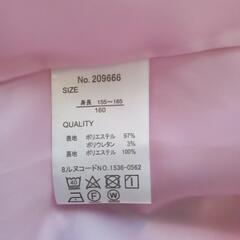 No. 209666
SIZE
身長 155～165
160
QUALITY
表地 ポリエステル 97%
ポリウレタン 3%
裏地 ポリエステル 100%
8ルヌコードNO.1536-0562
40
P
W